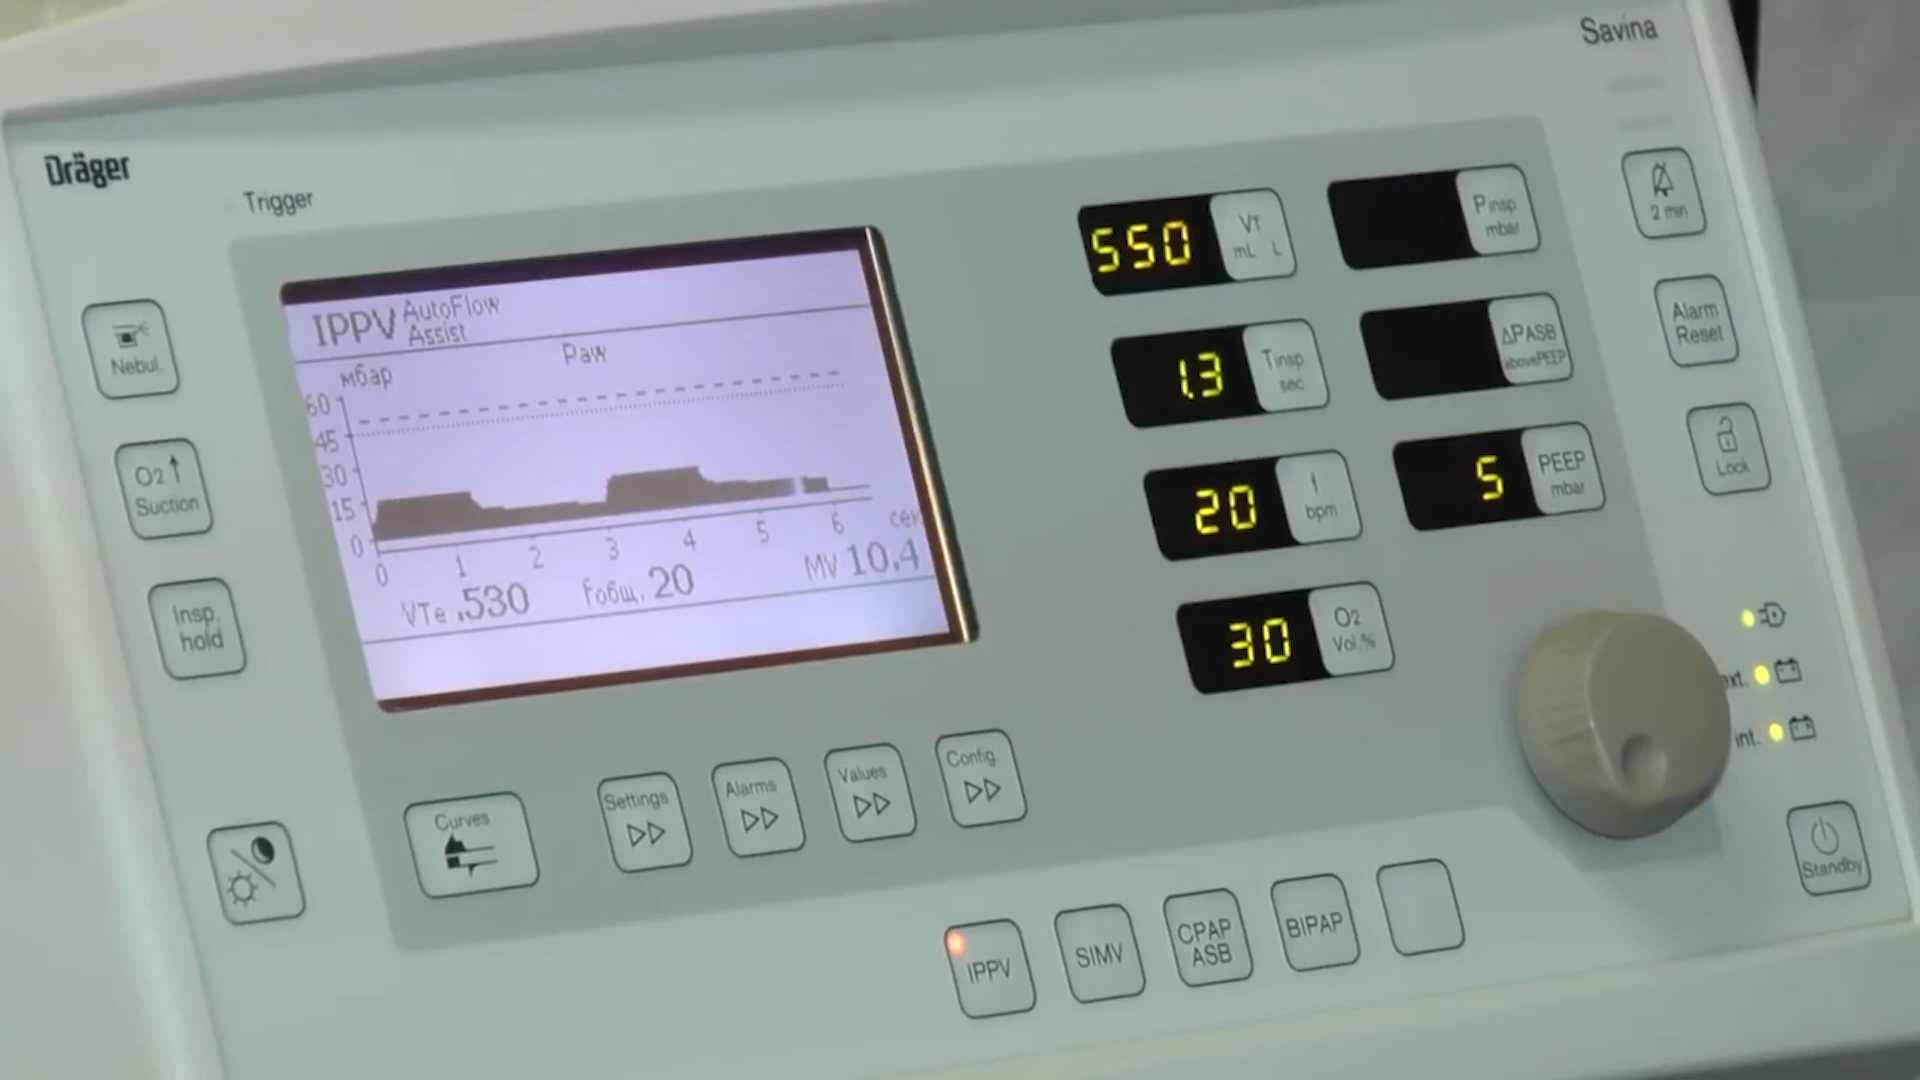 Savina
Dräger
Trigger
IPPV AutoFlow
Assist
мбар
Paw
60
45
30
15
0
0 1 2 3 4 5 6 сек
VTe .530 fобщ. 20 MV 10.4
550 VT
mL L
Pinsp
mbar
1.3 Tinsp
sec
ΔPASB
abovePEEP
20 f
bpm
5 PEEP
mbar
30 O2
Vol.%
2 min
Alarm
Reset
Lock
Nebul.
O2
Suction
Insp.
hold
ext.
int.
Standby
Curves
Settings
Alarms
Values
Config.
IPPV
SIMV
CPAP
ASB
BIPAP